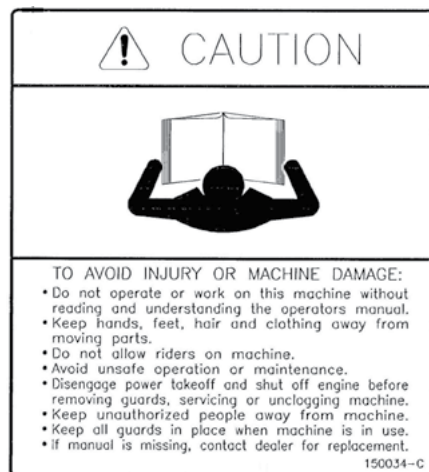 CAUTION
TO AVOID INJURY OR MACHINE DAMAGE:
• Do not operate or work on this machine without
reading and understanding the operators manual.
• Keep hands, feet, hair and clothing away from
moving parts.
• Do not allow riders on machine.
• Avoid unsafe operation or maintenance.
• Disengage power takeoff and shut off engine before
removing guards, servicing or unclogging machine.
• Keep unauthorized people away from machine.
• Keep all guards in place when machine is in use.
• If manual is missing, contact dealer for replacement.
150034-C